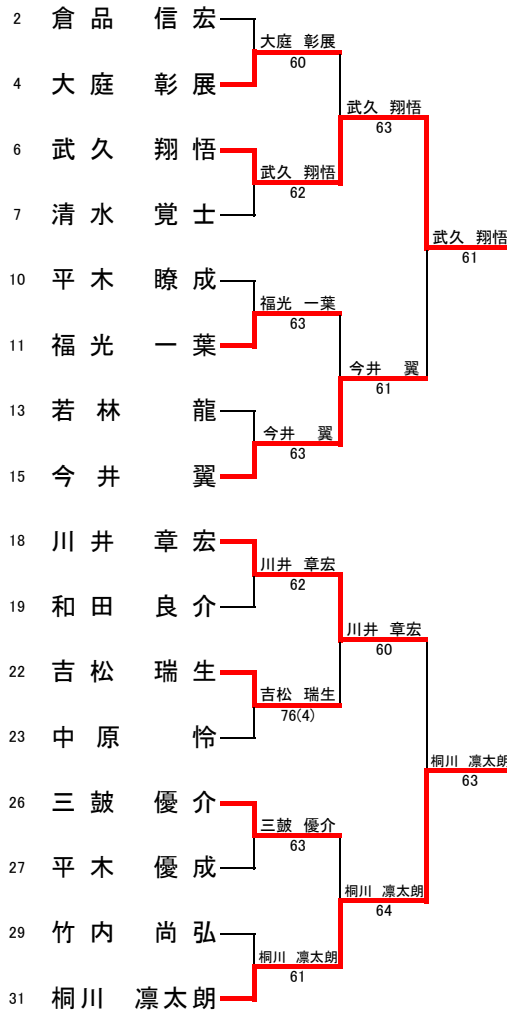 2 倉品 信宏
大庭 彰展
60
4 大庭 彰展
武久 翔悟
63
6 武久 翔悟
武久 翔悟
62
7 清水 覚士
武久 翔悟
61
10 平木 瞭成
福光 一葉
63
11 福光 一葉
今井 翼
61
13 若林 龍
今井 翼
63
15 今井 翼
18 川井 章宏
川井 章宏
62
19 和田 良介
川井 章宏
60
22 吉松 瑞生
吉松 瑞生
76(4)
23 中原 怜
桐川 凛太朗
63
26 三鼓 優介
三鼓 優介
63
27 平木 優成
桐川 凛太朗
64
29 竹内 尚弘
桐川 凛太朗
61
31 桐川 凛太朗